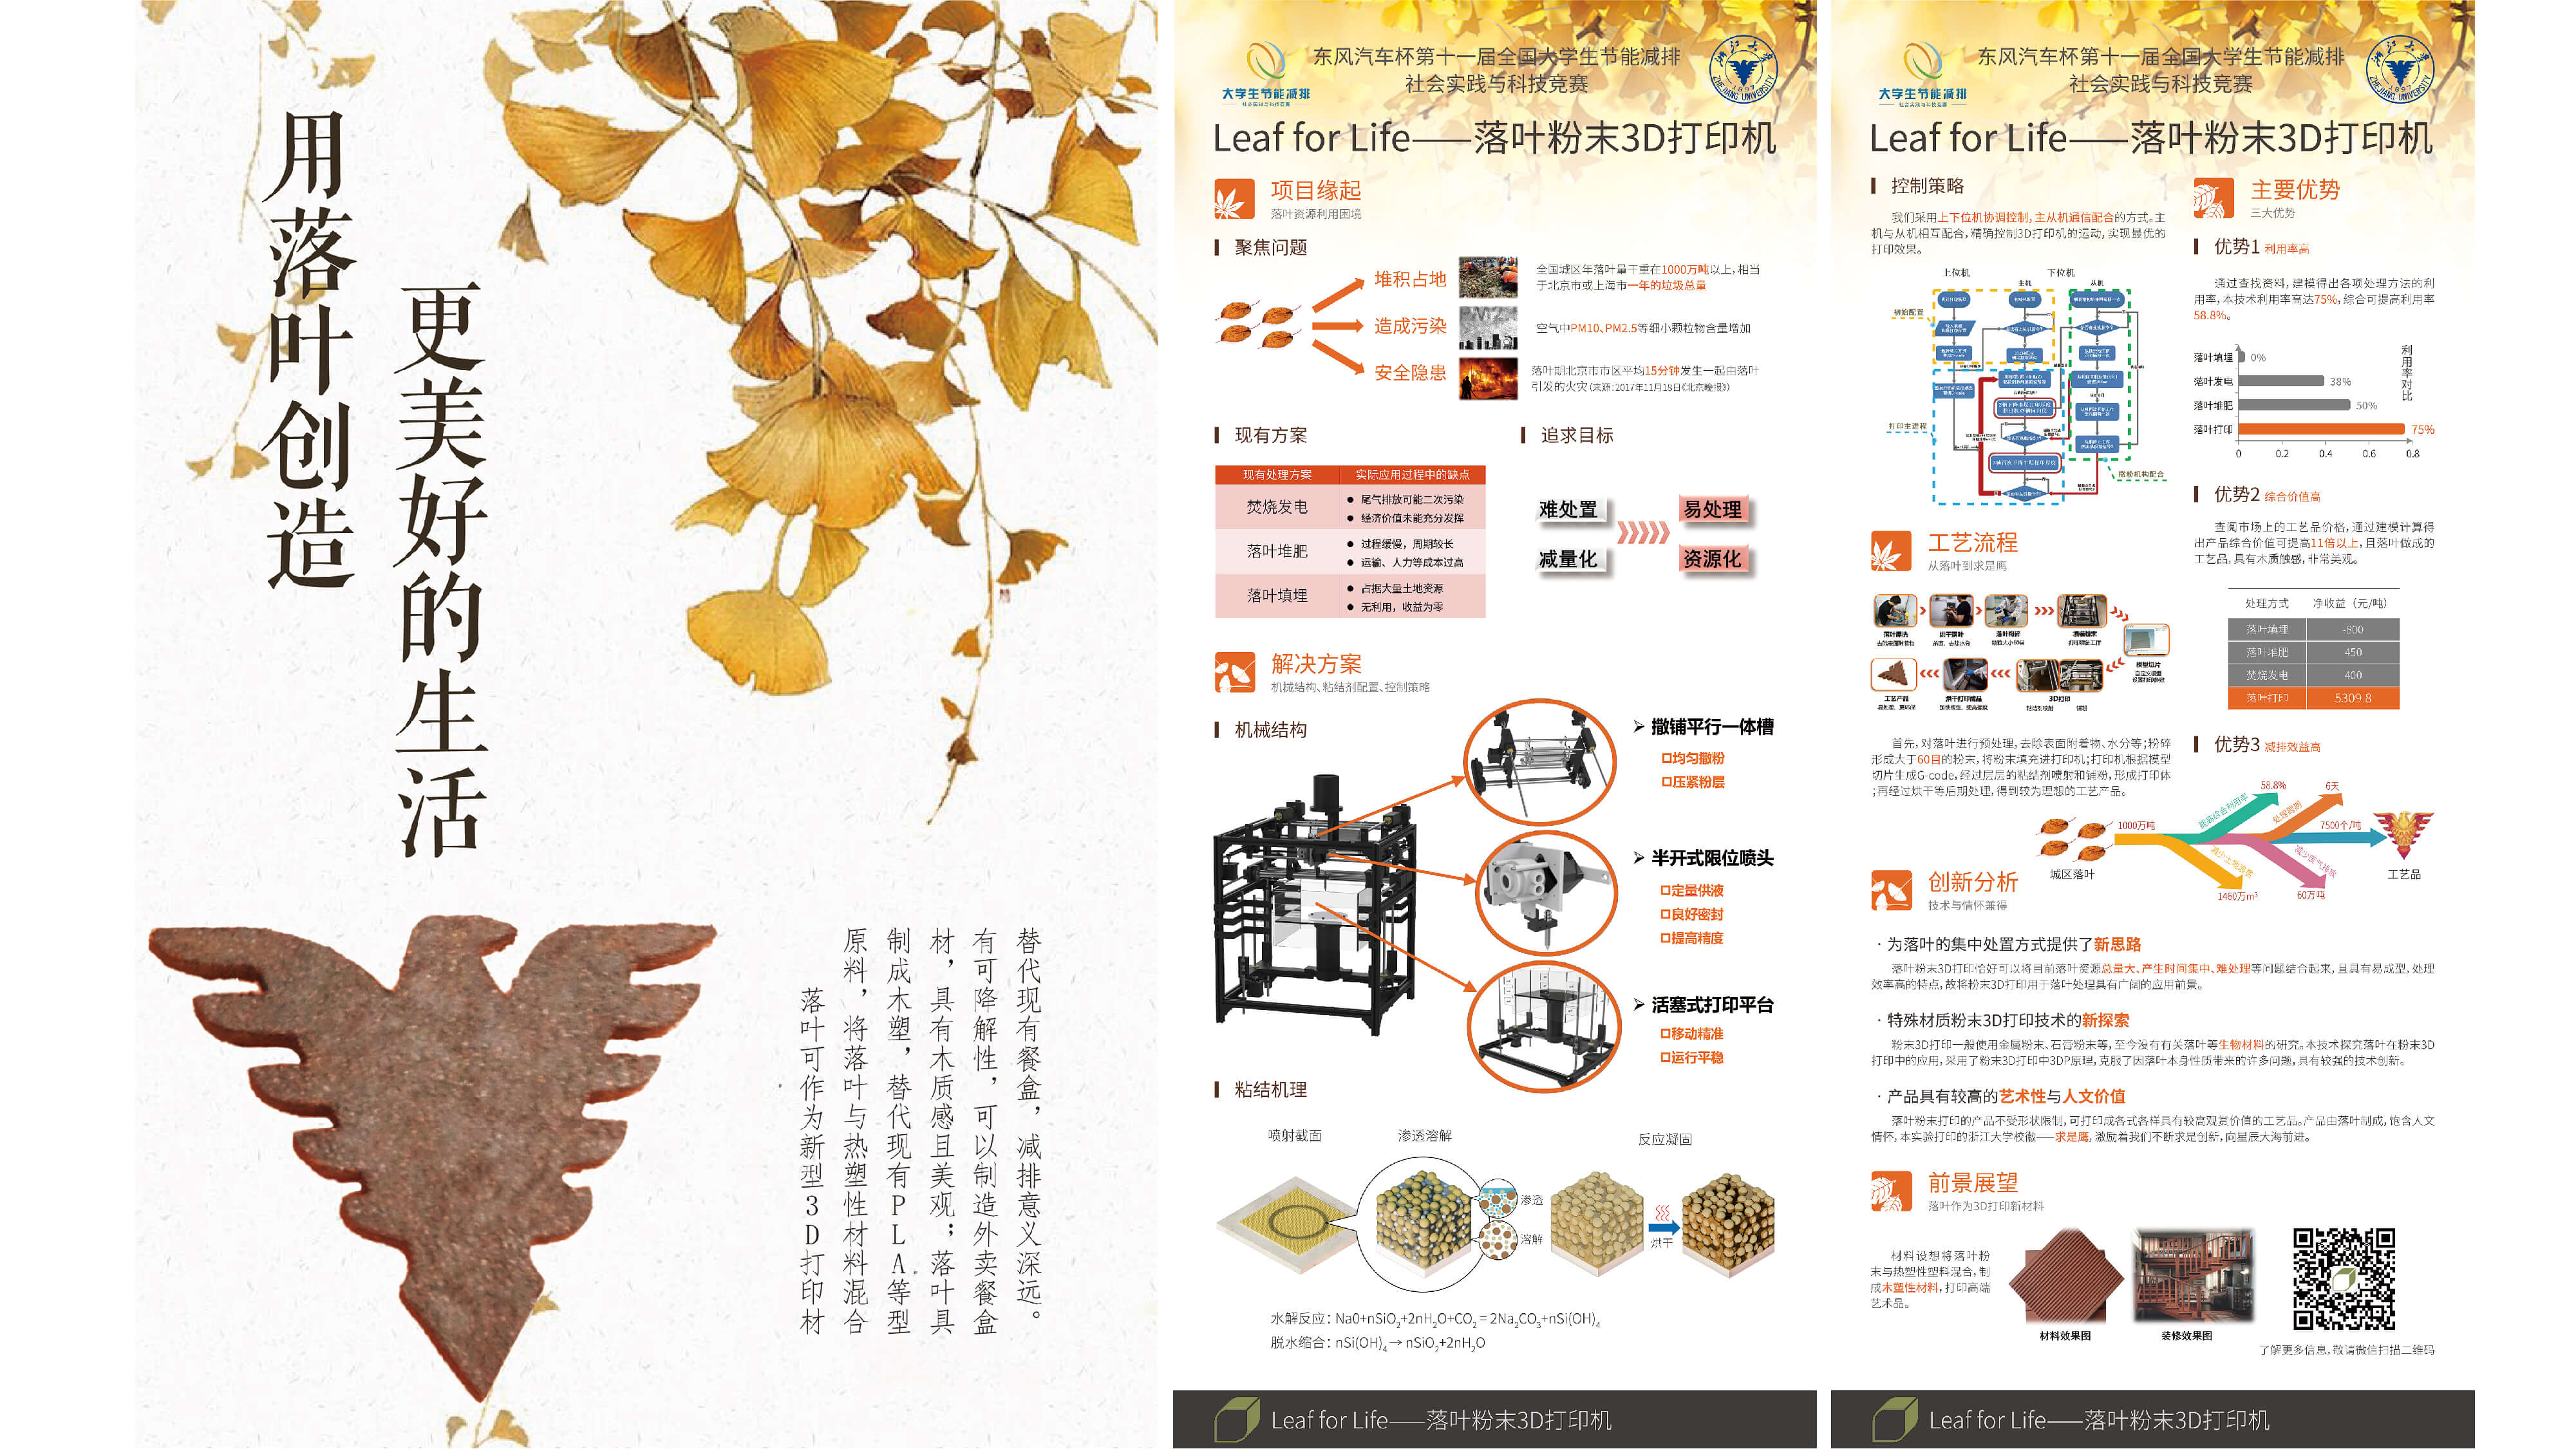 用落叶创造
更美好的生活
落叶可作为新型3D打印材
原料，将落叶与热塑性材料混合
制成木塑，替代现有PLA等型
材，具有木质感且美观；落叶具
有可降解性，可以制造外卖餐盒
替代现有餐盒，减排意义深远。
大学生节能减排
社会实践与科技竞赛
东风汽车杯第十一届全国大学生节能减排
社会实践与科技竞赛
ZHEJIANG UNIVERSITY
1897
Leaf for Life——落叶粉末3D打印机
项目缘起
落叶资源利用困境
聚焦问题
堆积占地
全国城区年落叶量干重在1000万吨以上,相当
于北京市或上海市一年的垃圾总量
造成污染
PM2.
空气中PM10、PM2.5等细小颗粒物含量增加
安全隐患
落叶期北京市市区平均15分钟发生一起由落叶
引发的火灾(来源:2017年11月18日《北京晚报》)
现有方案
现有处理方案 实际应用过程中的缺点
焚烧发电
● 尾气排放可能二次污染
● 经济价值未能充分发挥
落叶堆肥
● 过程缓慢，周期较长
● 运输、人力等成本过高
落叶填埋
● 占据大量土地资源
● 无利用，收益为零
追求目标
难处置 易处理
减量化 资源化
解决方案
机械结构、粘结剂配置、控制策略
机械结构
撒铺平行一体槽
均匀撒粉
压紧粉层
半开式限位喷头
定量供液
良好密封
提高精度
活塞式打印平台
移动精准
运行平稳
粘结机理
喷射截面 渗透溶解 反应凝固
渗透
溶解
烘干
水解反应: Na0+nSiO2+2nH2O+CO2 = 2Na2CO3+nSi(OH)4
脱水缩合: nSi(OH)4→ nSiO2+2nH2O
Leaf for Life——落叶粉末3D打印机
大学生节能减排
社会实践与科技竞赛
东风汽车杯第十一届全国大学生节能减排
社会实践与科技竞赛
ZHEJIANG UNIVERSITY
1897
Leaf for Life——落叶粉末3D打印机
控制策略
我们采用上下位机协调控制,主从机通信配合的方式。主
机与从机相互配合,精确控制3D打印机的运动,实现最优的
打印效果。
上位机 下位机
主机 从机
初始配置
打印主进程
撒粉机构配合
工艺流程
从落叶到求是鹰
落叶漂洗
烘干落叶
落叶粉碎
填装粉末
模型切片
3D打印
烘干打印成品
工艺产品
首先,对落叶进行预处理,去除表面附着物、水分等;粉碎
形成大于60目的粉末,将粉末填充进打印机;打印机根据模型
切片生成G-code,经过层层的粘结剂喷射和铺粉,形成打印体
;再经过烘干等后期处理,得到较为理想的工艺产品。
主要优势
三大优势
优势1 利用率高
通过查找资料,建模得出各项处理方法的利
用率,本技术利用率高达75%,综合可提高利用率
58.8%。
利用率对比
落叶填埋 0%
落叶发电 38%
落叶堆肥 50%
落叶打印 75%
0 0.2 0.4 0.6 0.8
优势2 综合价值高
查阅市场上的工艺品价格,通过建模计算得
出产品综合价值可提高11倍以上,且落叶做成的
工艺品,具有木质触感,非常美观。
处理方式 净收益（元/吨）
落叶填埋 -800
落叶堆肥 450
焚烧发电 400
落叶打印 5309.8
优势3 减排效益高
58.8% 6天
提高综合利用率 处理周期
1000万吨 7500个/吨
减少土地浪费 减少废气排放
1460万m³ 60万吨
城区落叶 工艺品
创新分析
技术与情怀兼得
· 为落叶的集中处置方式提供了新思路
落叶粉末3D打印恰好可以将目前落叶资源总量大、产生时间集中、难处理等问题结合起来,且具有易成型,处理
效率高的特点,故将粉末3D打印用于落叶处理具有广阔的应用前景。
· 特殊材质粉末3D打印技术的新探索
粉末3D打印一般使用金属粉末、石膏粉末等,至今没有有关落叶等生物材料的研究。本技术探究落叶在粉末3D
打印中的应用,采用了粉末3D打印中3DP原理,克服了因落叶本身性质带来的许多问题,具有较强的技术创新。
· 产品具有较高的艺术性与人文价值
落叶粉末打印的产品不受形状限制,可打印成各式各样具有较高观赏价值的工艺品。产品由落叶制成,饱含人文
情怀,本实验打印的浙江大学校徽——求是鹰,激励着我们不断求是创新,向星辰大海前进。
前景展望
落叶作为3D打印新材料
材料设想将落叶粉
末与热塑性塑料混合,制
成木塑性材料,打印高端
艺术品。
材料效果图 装修效果图
了解更多信息,敬请微信扫描二维码
Leaf for Life——落叶粉末3D打印机